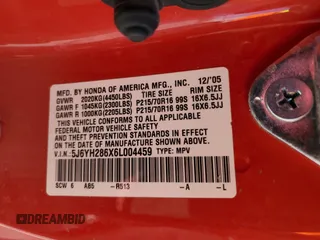 MFD. BY HONDA OF AMERICA MFG., INC. 12/'05
GVWR 2020KG(4450LBS) TIRE SIZE RIM SIZE
GAWR F 1045KG(2300LBS) P215/70R16 99S 16X6.5JJ
GAWR R 1000KG(2205LBS) P215/70R16 99S 16X6.5JJ
THIS VEHICLE CONFORMS TO ALL APPLICABLE FEDERAL
MOTOR VEHICLE SAFETY AND THEFT PREVENTION
STANDARDS IN EFFECT ON THE DATE OF
MANUFACTURE SHOWN ABOVE.
V.I.N. 5J6YH286X6L004459 TYPE: MPV
SCW 6 AB5 -R513 -A -L
DREAMBID